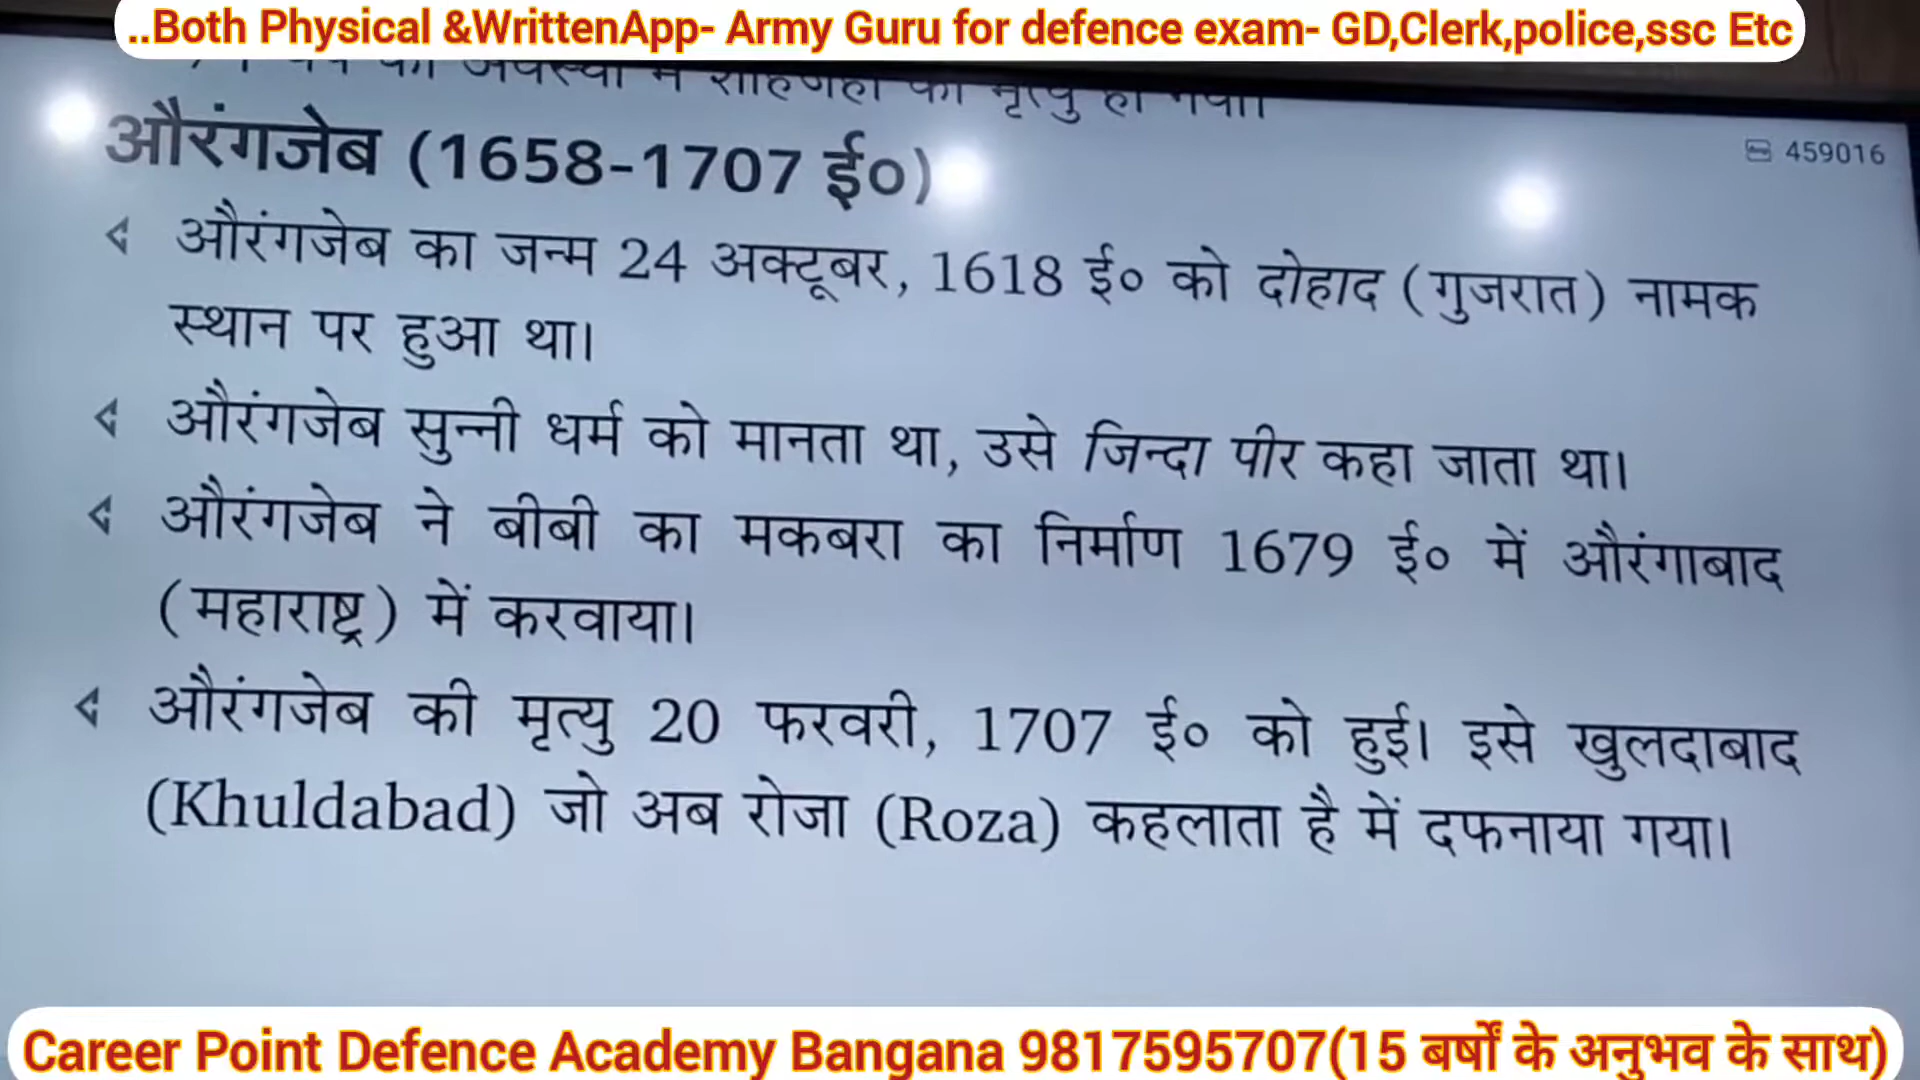 ..Both Physical &WrittenApp- Army Guru for defence exam- GD,Clerk,police,ssc Etc
की अवस्था में शाहजहाँ की मृत्यु हो गयी।
औरंगजेब (1658-1707 ई०)
459016
औरंगजेब का जन्म 24 अक्टूबर, 1618 ई० को दोहाद (गुजरात) नामक
स्थान पर हुआ था।
औरंगजेब सुन्नी धर्म को मानता था, उसे जिन्दा पीर कहा जाता था।
औरंगजेब ने बीबी का मकबरा का निर्माण 1679 ई० में औरंगाबाद
(महाराष्ट्र) में करवाया।
औरंगजेब की मृत्यु 20 फरवरी, 1707 ई० को हुई। इसे खुलदाबाद
(Khuldabad) जो अब रोजा (Roza) कहलाता है में दफनाया गया।
Career Point Defence Academy Bangana 9817595707(15 बर्षों के अनुभव के साथ)